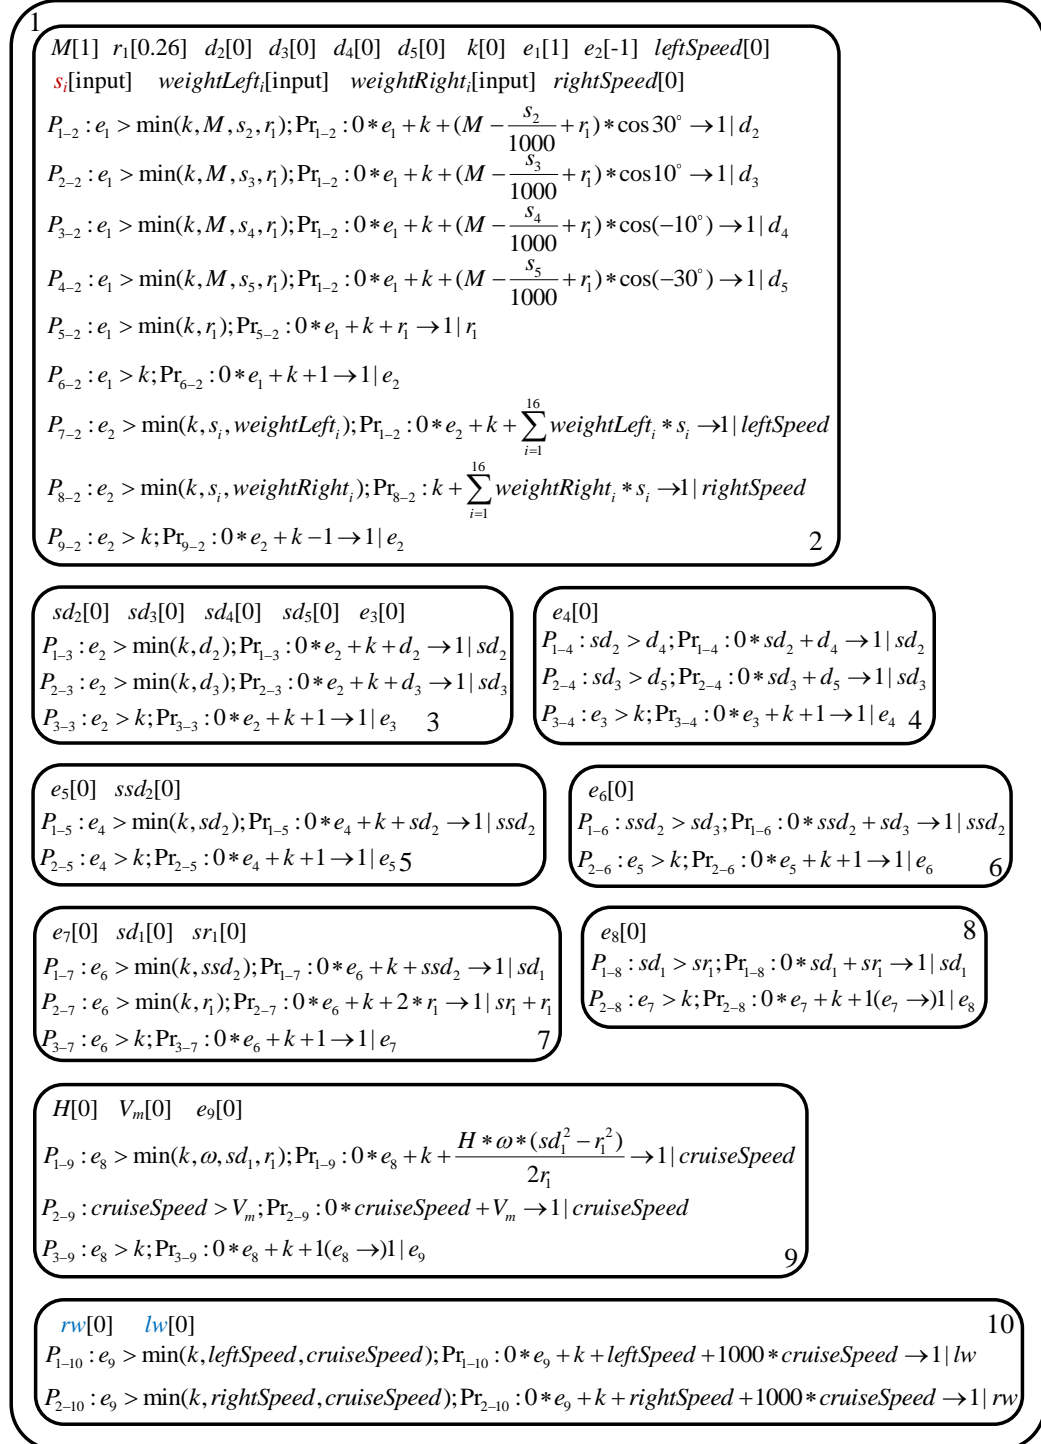 1
M[1] r₁[0.26] d₂[0] d₃[0] d₄[0] d₅[0] k[0] e₁[1] e₂[-1] leftSpeed[0]
sᵢ[input] weightLeftᵢ[input] weightRightᵢ[input] rightSpeed[0]
P₁₋₂ : e₁ > min(k, M, s₂, r₁); Pr₁₋₂ : 0*e₁ + k + (M − s₂/1000 + r₁)*cos30° → 1 | d₂
P₂₋₂ : e₁ > min(k, M, s₃, r₁); Pr₁₋₂ : 0*e₁ + k + (M − s₃/1000 + r₁)*cos10° → 1 | d₃
P₃₋₂ : e₁ > min(k, M, s₄, r₁); Pr₁₋₂ : 0*e₁ + k + (M − s₄/1000 + r₁)*cos(−10°) → 1 | d₄
P₄₋₂ : e₁ > min(k, M, s₅, r₁); Pr₁₋₂ : 0*e₁ + k + (M − s₅/1000 + r₁)*cos(−30°) → 1 | d₅
P₅₋₂ : e₁ > min(k, r₁); Pr₅₋₂ : 0*e₁ + k + r₁ → 1 | r₁
P₆₋₂ : e₁ > k; Pr₆₋₂ : 0*e₁ + k + 1 → 1 | e₂
P₇₋₂ : e₂ > min(k, sᵢ, weightLeftᵢ); Pr₁₋₂ : 0*e₂ + k + ∑_{i=1}^{16} weightLeftᵢ * sᵢ → 1 | leftSpeed
P₈₋₂ : e₂ > min(k, sᵢ, weightRightᵢ); Pr₈₋₂ : k + ∑_{i=1}^{16} weightRightᵢ * sᵢ → 1 | rightSpeed
P₉₋₂ : e₂ > k; Pr₉₋₂ : 0*e₂ + k − 1 → 1 | e₂ 2
sd₂[0] sd₃[0] sd₄[0] sd₅[0] e₃[0]
P₁₋₃ : e₂ > min(k, d₂); Pr₁₋₃ : 0*e₂ + k + d₂ → 1 | sd₂
P₂₋₃ : e₂ > min(k, d₃); Pr₂₋₃ : 0*e₂ + k + d₃ → 1 | sd₃
P₃₋₃ : e₂ > k; Pr₃₋₃ : 0*e₂ + k + 1 → 1 | e₃ 3
e₄[0]
P₁₋₄ : sd₂ > d₄; Pr₁₋₄ : 0*sd₂ + d₄ → 1 | sd₂
P₂₋₄ : sd₃ > d₅; Pr₂₋₄ : 0*sd₃ + d₅ → 1 | sd₃
P₃₋₄ : e₃ > k; Pr₃₋₄ : 0*e₃ + k + 1 → 1 | e₄ 4
e₅[0] ssd₂[0]
P₁₋₅ : e₄ > min(k, sd₂); Pr₁₋₅ : 0*e₄ + k + sd₂ → 1 | ssd₂
P₂₋₅ : e₄ > k; Pr₂₋₅ : 0*e₄ + k + 1 → 1 | e₅ 5
e₆[0]
P₁₋₆ : ssd₂ > sd₃; Pr₁₋₆ : 0*ssd₂ + sd₃ → 1 | ssd₂
P₂₋₆ : e₅ > k; Pr₂₋₆ : 0*e₅ + k + 1 → 1 | e₆ 6
e₇[0] sd₁[0] sr₁[0]
P₁₋₇ : e₆ > min(k, ssd₂); Pr₁₋₇ : 0*e₆ + k + ssd₂ → 1 | sd₁
P₂₋₇ : e₆ > min(k, r₁); Pr₂₋₇ : 0*e₆ + k + 2*r₁ → 1 | sr₁ + r₁
P₃₋₇ : e₆ > k; Pr₃₋₇ : 0*e₆ + k + 1 → 1 | e₇ 7
e₈[0] 8
P₁₋₈ : sd₁ > sr₁; Pr₁₋₈ : 0*sd₁ + sr₁ → 1 | sd₁
P₂₋₈ : e₇ > k; Pr₂₋₈ : 0*e₇ + k + 1(e₇ →)1 | e₈
H[0] Vₘ[0] e₉[0]
P₁₋₉ : e₈ > min(k, ω, sd₁, r₁); Pr₁₋₉ : 0*e₈ + k + H*ω*(sd₁² − r₁²)/2r₁ → 1 | cruiseSpeed
P₂₋₉ : cruiseSpeed > Vₘ; Pr₂₋₉ : 0*cruiseSpeed + Vₘ → 1 | cruiseSpeed
P₃₋₉ : e₈ > k; Pr₃₋₉ : 0*e₈ + k + 1(e₈ →)1 | e₉ 9
rw[0] lw[0] 10
P₁₋₁₀ : e₉ > min(k, leftSpeed, cruiseSpeed); Pr₁₋₁₀ : 0*e₉ + k + leftSpeed + 1000*cruiseSpeed → 1 | lw
P₂₋₁₀ : e₉ > min(k, rightSpeed, cruiseSpeed); Pr₂₋₁₀ : 0*e₉ + k + rightSpeed + 1000*cruiseSpeed → 1 | rw